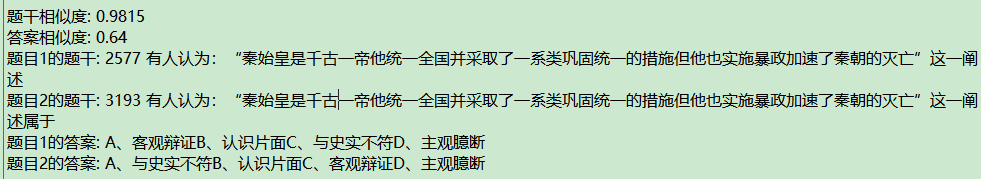 题干相似度: 0.9815
答案相似度: 0.64
题目1的题干: 2577 有人认为：“秦始皇是千古一帝他统一全国并采取了一系类巩固统一的措施但他也实施暴政加速了秦朝的灭亡”这一阐
述
题目2的题干: 3193 有人认为：“秦始皇是千古一帝他统一全国并采取了一系类巩固统一的措施但他也实施暴政加速了秦朝的灭亡”这一阐
述属于
题目1的答案: A、客观辩证B、认识片面C、与史实不符D、主观臆断
题目2的答案: A、与史实不符B、认识片面C、客观辩证D、主观臆断